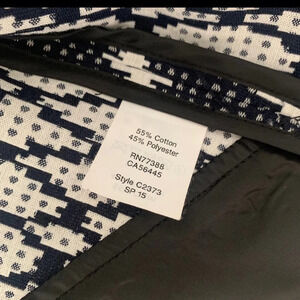 55% Cotton
45% Polyester
RN77388
CA56445
Style C2373
SP 15